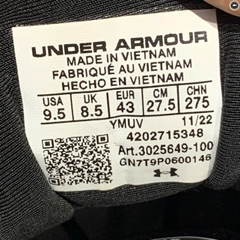 UNDER ARMOUR
MADE IN VIETNAM
FABRIQUÉ AU VIETNAM
HECHO EN VIETNAM
USA UK EUR CM CHN
9.5 8.5 43 27.5 275
YMUV 11/22
4202715348
Art.3025649-100
GN7T9P0600146